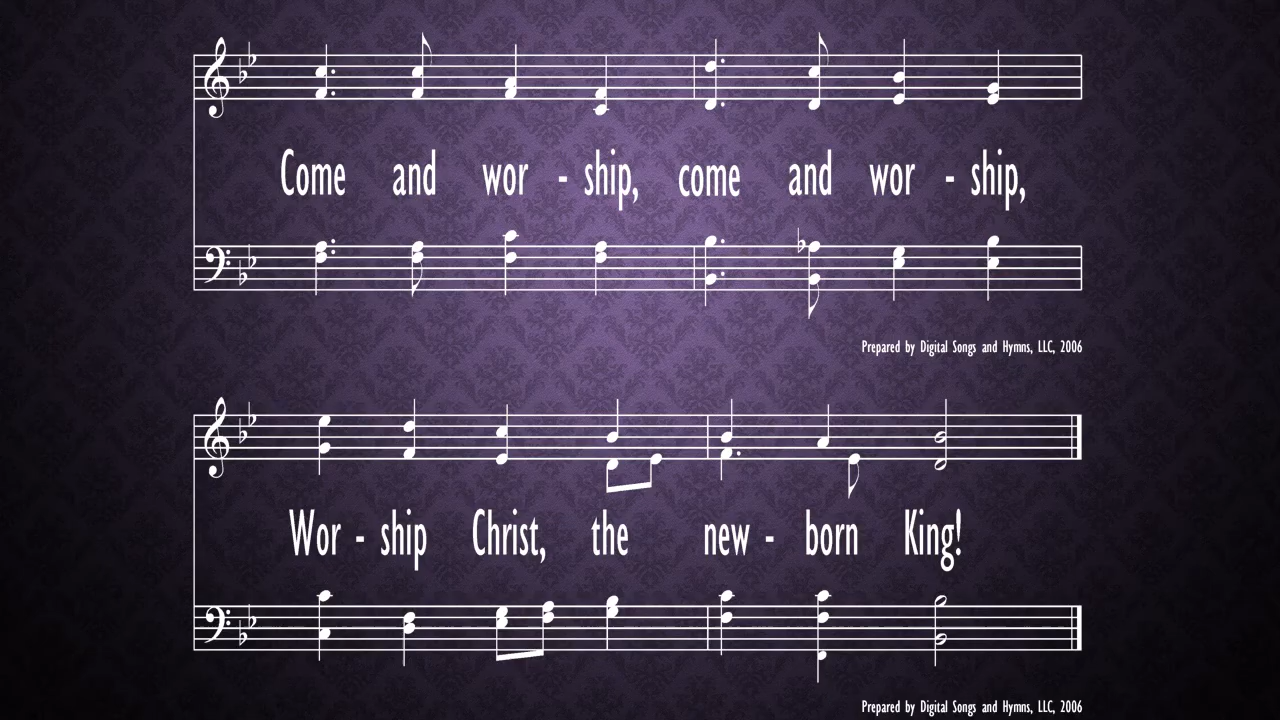 Come and wor - ship, come and wor - ship,
Prepared by Digital Songs and Hymns, LLC, 2006
Wor - ship Christ, the new - born King!
Prepared by Digital Songs and Hymns, LLC, 2006